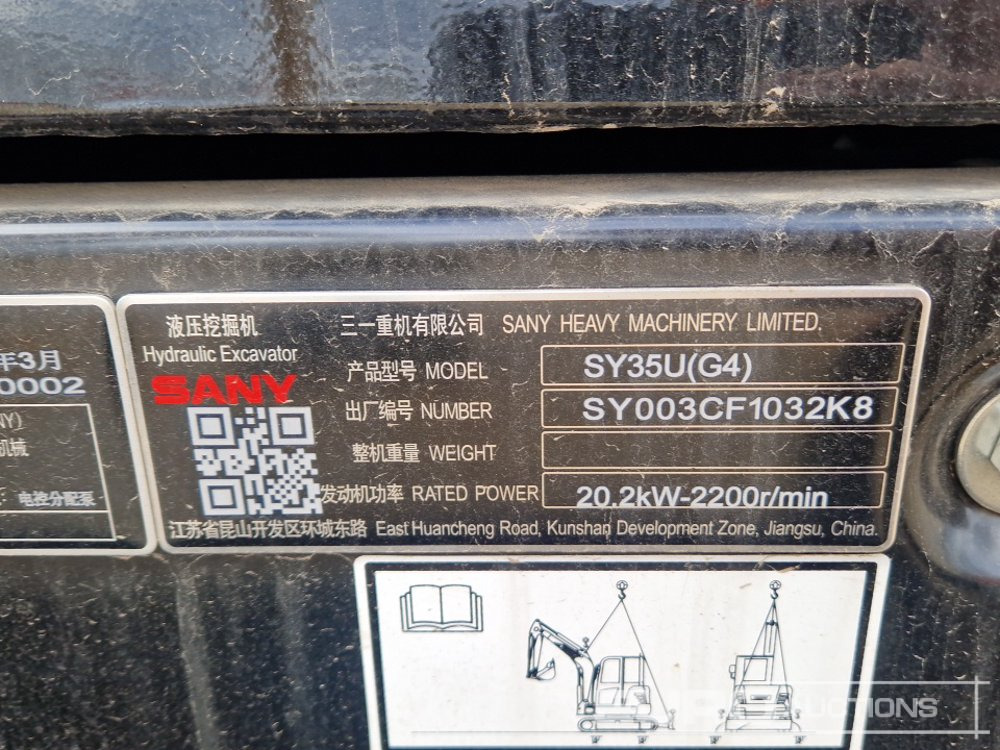 年3月
0002
NY)
机械
电控分配泵
液压挖掘机
Hydraulic Excavator
SANY
三一重机有限公司 SANY HEAVY MACHINERY LIMITED.
产品型号 MODEL SY35U(G4)
出厂编号 NUMBER SY003CF1032K8
整机重量 WEIGHT
发动机功率 RATED POWER 20.2kW-2200r/min
江苏省昆山开发区环城东路 East Huancheng Road, Kunshan Development Zone, Jiangsu, China.